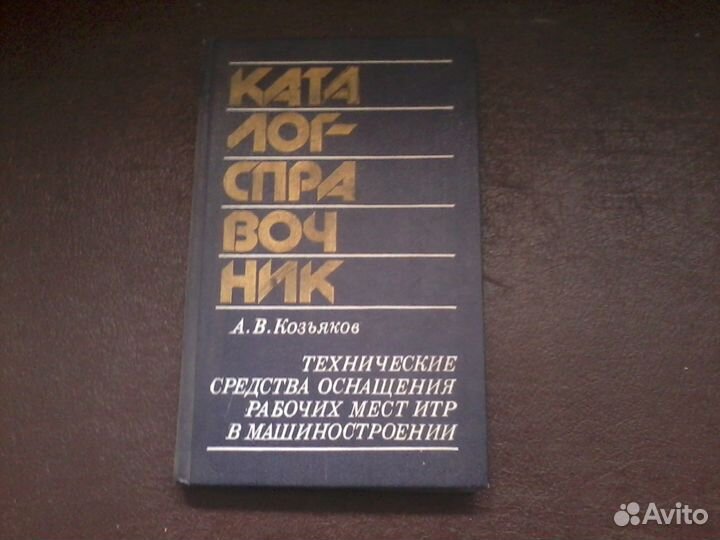 КАТА
ЛОГ-
СПРА
ВОЧ
НИК
А.В.Козьяков
ТЕХНИЧЕСКИЕ
СРЕДСТВА ОСНАЩЕНИЯ
РАБОЧИХ МЕСТ ИТР
В МАШИНОСТРОЕНИИ
Avito